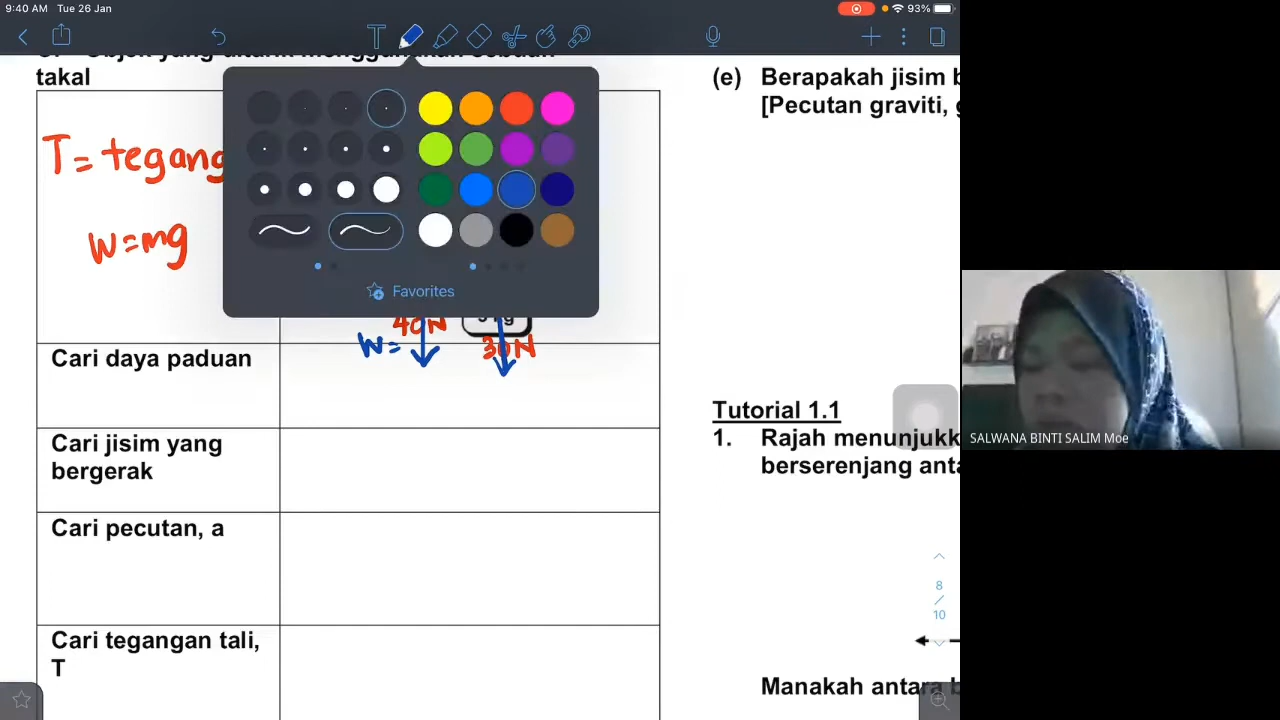 9:40 AM Tue 26 Jan
93%
takal
T = tegang
W = mg
Favorites
40N
W =
30N
Cari daya paduan
Cari jisim yang
bergerak
Cari pecutan, a
Cari tegangan tali,
T
(e) Berapakah jisim
[Pecutan graviti,
Tutorial 1.1
1. Rajah menunjukk
berserenjang
8
/
10
Manakah antara
SALWANA BINTI SALIM Moe